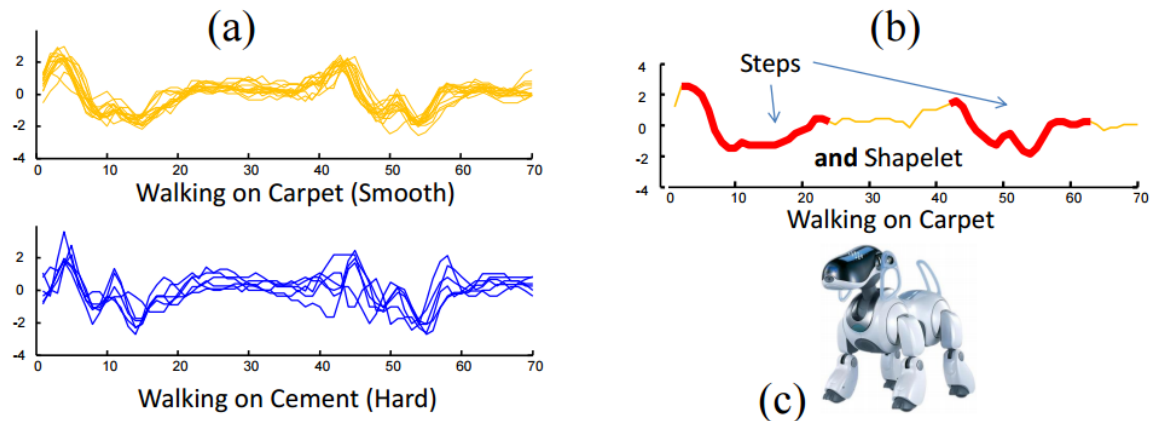 (a)
2
0
-2
-4
0 10 20 30 40 50 60 70
Walking on Carpet (Smooth)
2
0
-2
-4
0 10 20 30 40 50 60 70
Walking on Cement (Hard)
(b)
Steps
4
2
0
-2
-4
and Shapelet
0 10 20 30 40 50 60 70
Walking on Carpet
(c)